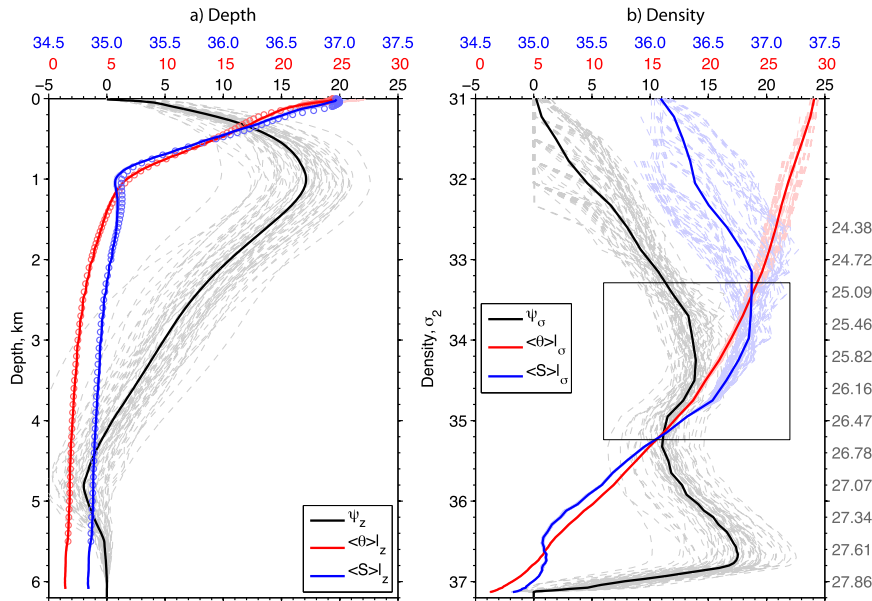 a) Depth
b) Density
34.5 35.0 35.5 36.0 36.5 37.0 37.5
34.5 35.0 35.5 36.0 36.5 37.0 37.5
0 5 10 15 20 25 30
0 5 10 15 20 25 30
−5 0 5 10 15 20 25
−5 0 5 10 15 20 25
Depth, km
0
1
2
3
4
5
6
ψz
<θ>|z
<S>|z
Density, σ2
31
32
33
34
35
36
37
ψσ
<θ>|σ
<S>|σ
24.38
24.72
25.09
25.46
25.82
26.16
26.47
26.78
27.07
27.34
27.61
27.86